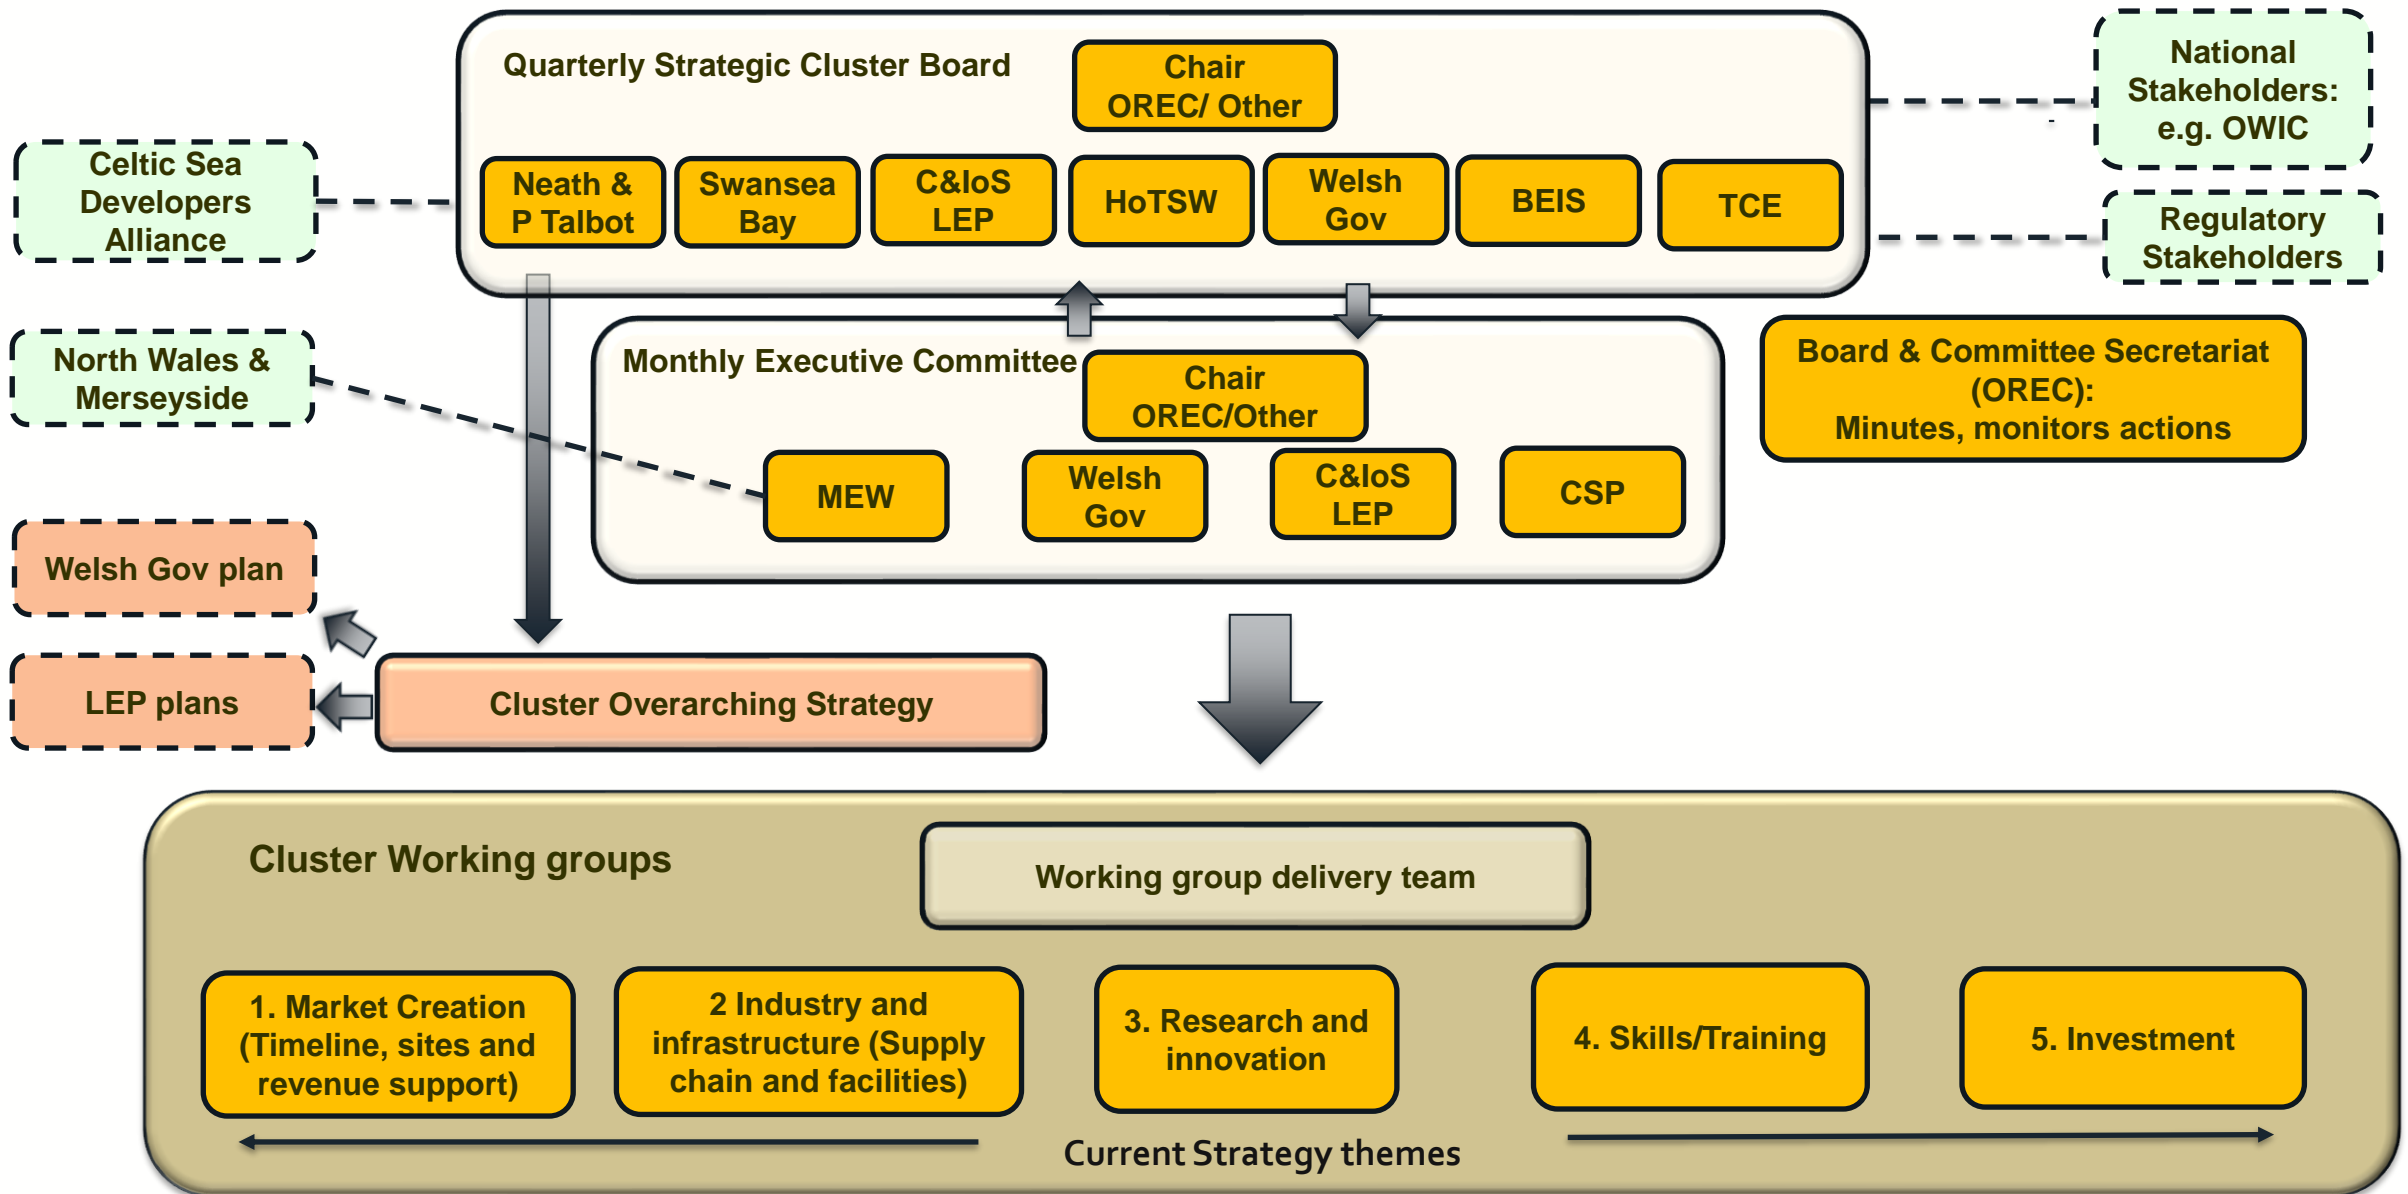 Quarterly Strategic Cluster Board
Chair
OREC/ Other
National
Stakeholders:
e.g. OWIC
-
Celtic Sea
Developers
Alliance
Neath &
P Talbot
Swansea
Bay
C&IoS
LEP
HoTSW
Welsh
Gov
BEIS
TCE
Regulatory
Stakeholders
North Wales &
Merseyside
Monthly Executive Committee
Chair
OREC/Other
Board & Committee Secretariat
(OREC):
Minutes, monitors actions
MEW
Welsh
Gov
C&IoS
LEP
CSP
Welsh Gov plan
LEP plans
Cluster Overarching Strategy
Cluster Working groups
Working group delivery team
1. Market Creation
(Timeline, sites and
revenue support)
2 Industry and
infrastructure (Supply
chain and facilities)
3. Research and
innovation
4. Skills/Training
5. Investment
Current Strategy themes